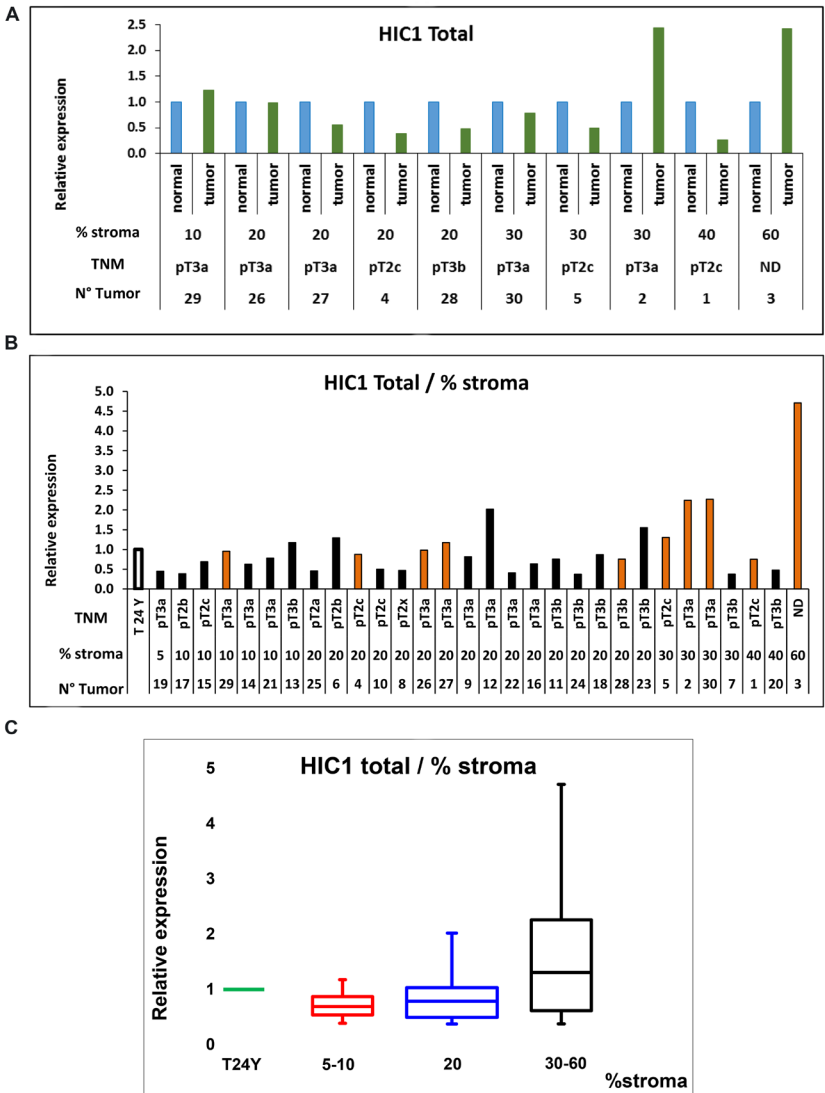 A
HIC1 Total
Relative expression
2.5
2.0
1.5
1.0
0.5
0.0
normal tumor normal tumor normal tumor normal tumor normal tumor normal tumor normal tumor normal tumor normal tumor normal tumor
% stroma 10 20 20 20 20 30 30 30 40 60
TNM pT3a pT3a pT3a pT2c pT3b pT3a pT2c pT3a pT2c ND
N° Tumor 29 26 27 4 28 30 5 2 1 3
B
HIC1 Total / % stroma
Relative expression
5.0
4.5
4.0
3.5
3.0
2.5
2.0
1.5
1.0
0.5
0.0
TNM T 24 Y pT3a pT2b pT2c pT3a pT3a pT3a pT3b pT2a pT2b pT2c pT2c pT2x pT3a pT3a pT3a pT3a pT3a pT3a pT3b pT3b pT3b pT3b pT3b pT2c pT3a pT3a pT3b pT2c pT3b ND
% stroma 5 10 10 10 10 10 10 20 20 20 20 20 20 20 20 20 20 20 20 20 20 20 20 30 30 30 30 40 40 60
N° Tumor 19 17 15 29 14 21 13 25 6 4 10 8 26 27 9 12 22 16 11 24 18 28 23 5 2 30 7 1 20 3
C
HIC1 total / % stroma
Relative expression
5
4
3
2
1
0
T24Y 5-10 20 30-60
%stroma